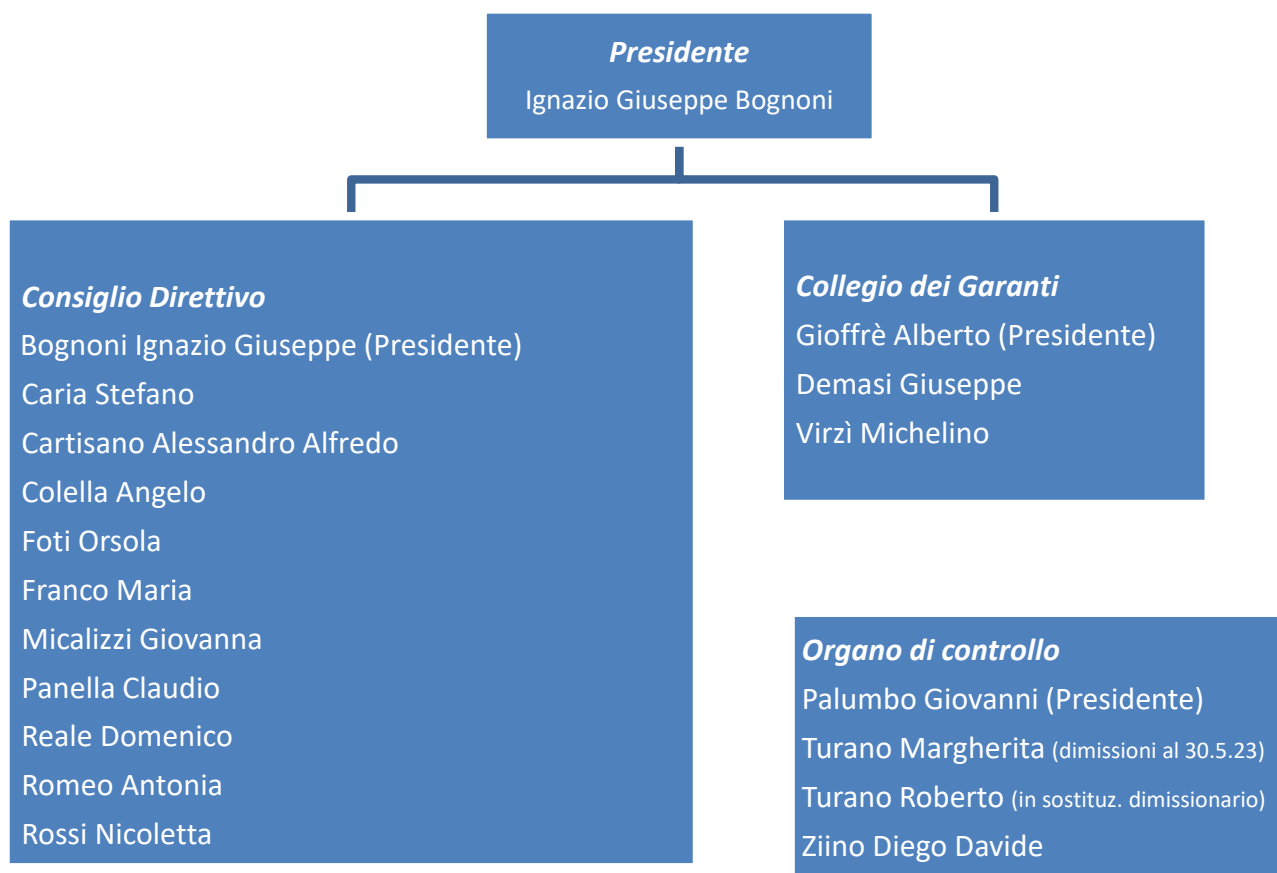 Presidente
Ignazio Giuseppe Bognoni
Consiglio Direttivo
Bognoni Ignazio Giuseppe (Presidente)
Caria Stefano
Cartisano Alessandro Alfredo
Colella Angelo
Foti Orsola
Franco Maria
Micalizzi Giovanna
Panella Claudio
Reale Domenico
Romeo Antonia
Rossi Nicoletta
Collegio dei Garanti
Gioffrè Alberto (Presidente)
Demasi Giuseppe
Virzì Michelino
Organo di controllo
Palumbo Giovanni (Presidente)
Turano Margherita (dimissioni al 30.5.23)
Turano Roberto (in sostituz. dimissionario)
Ziino Diego Davide